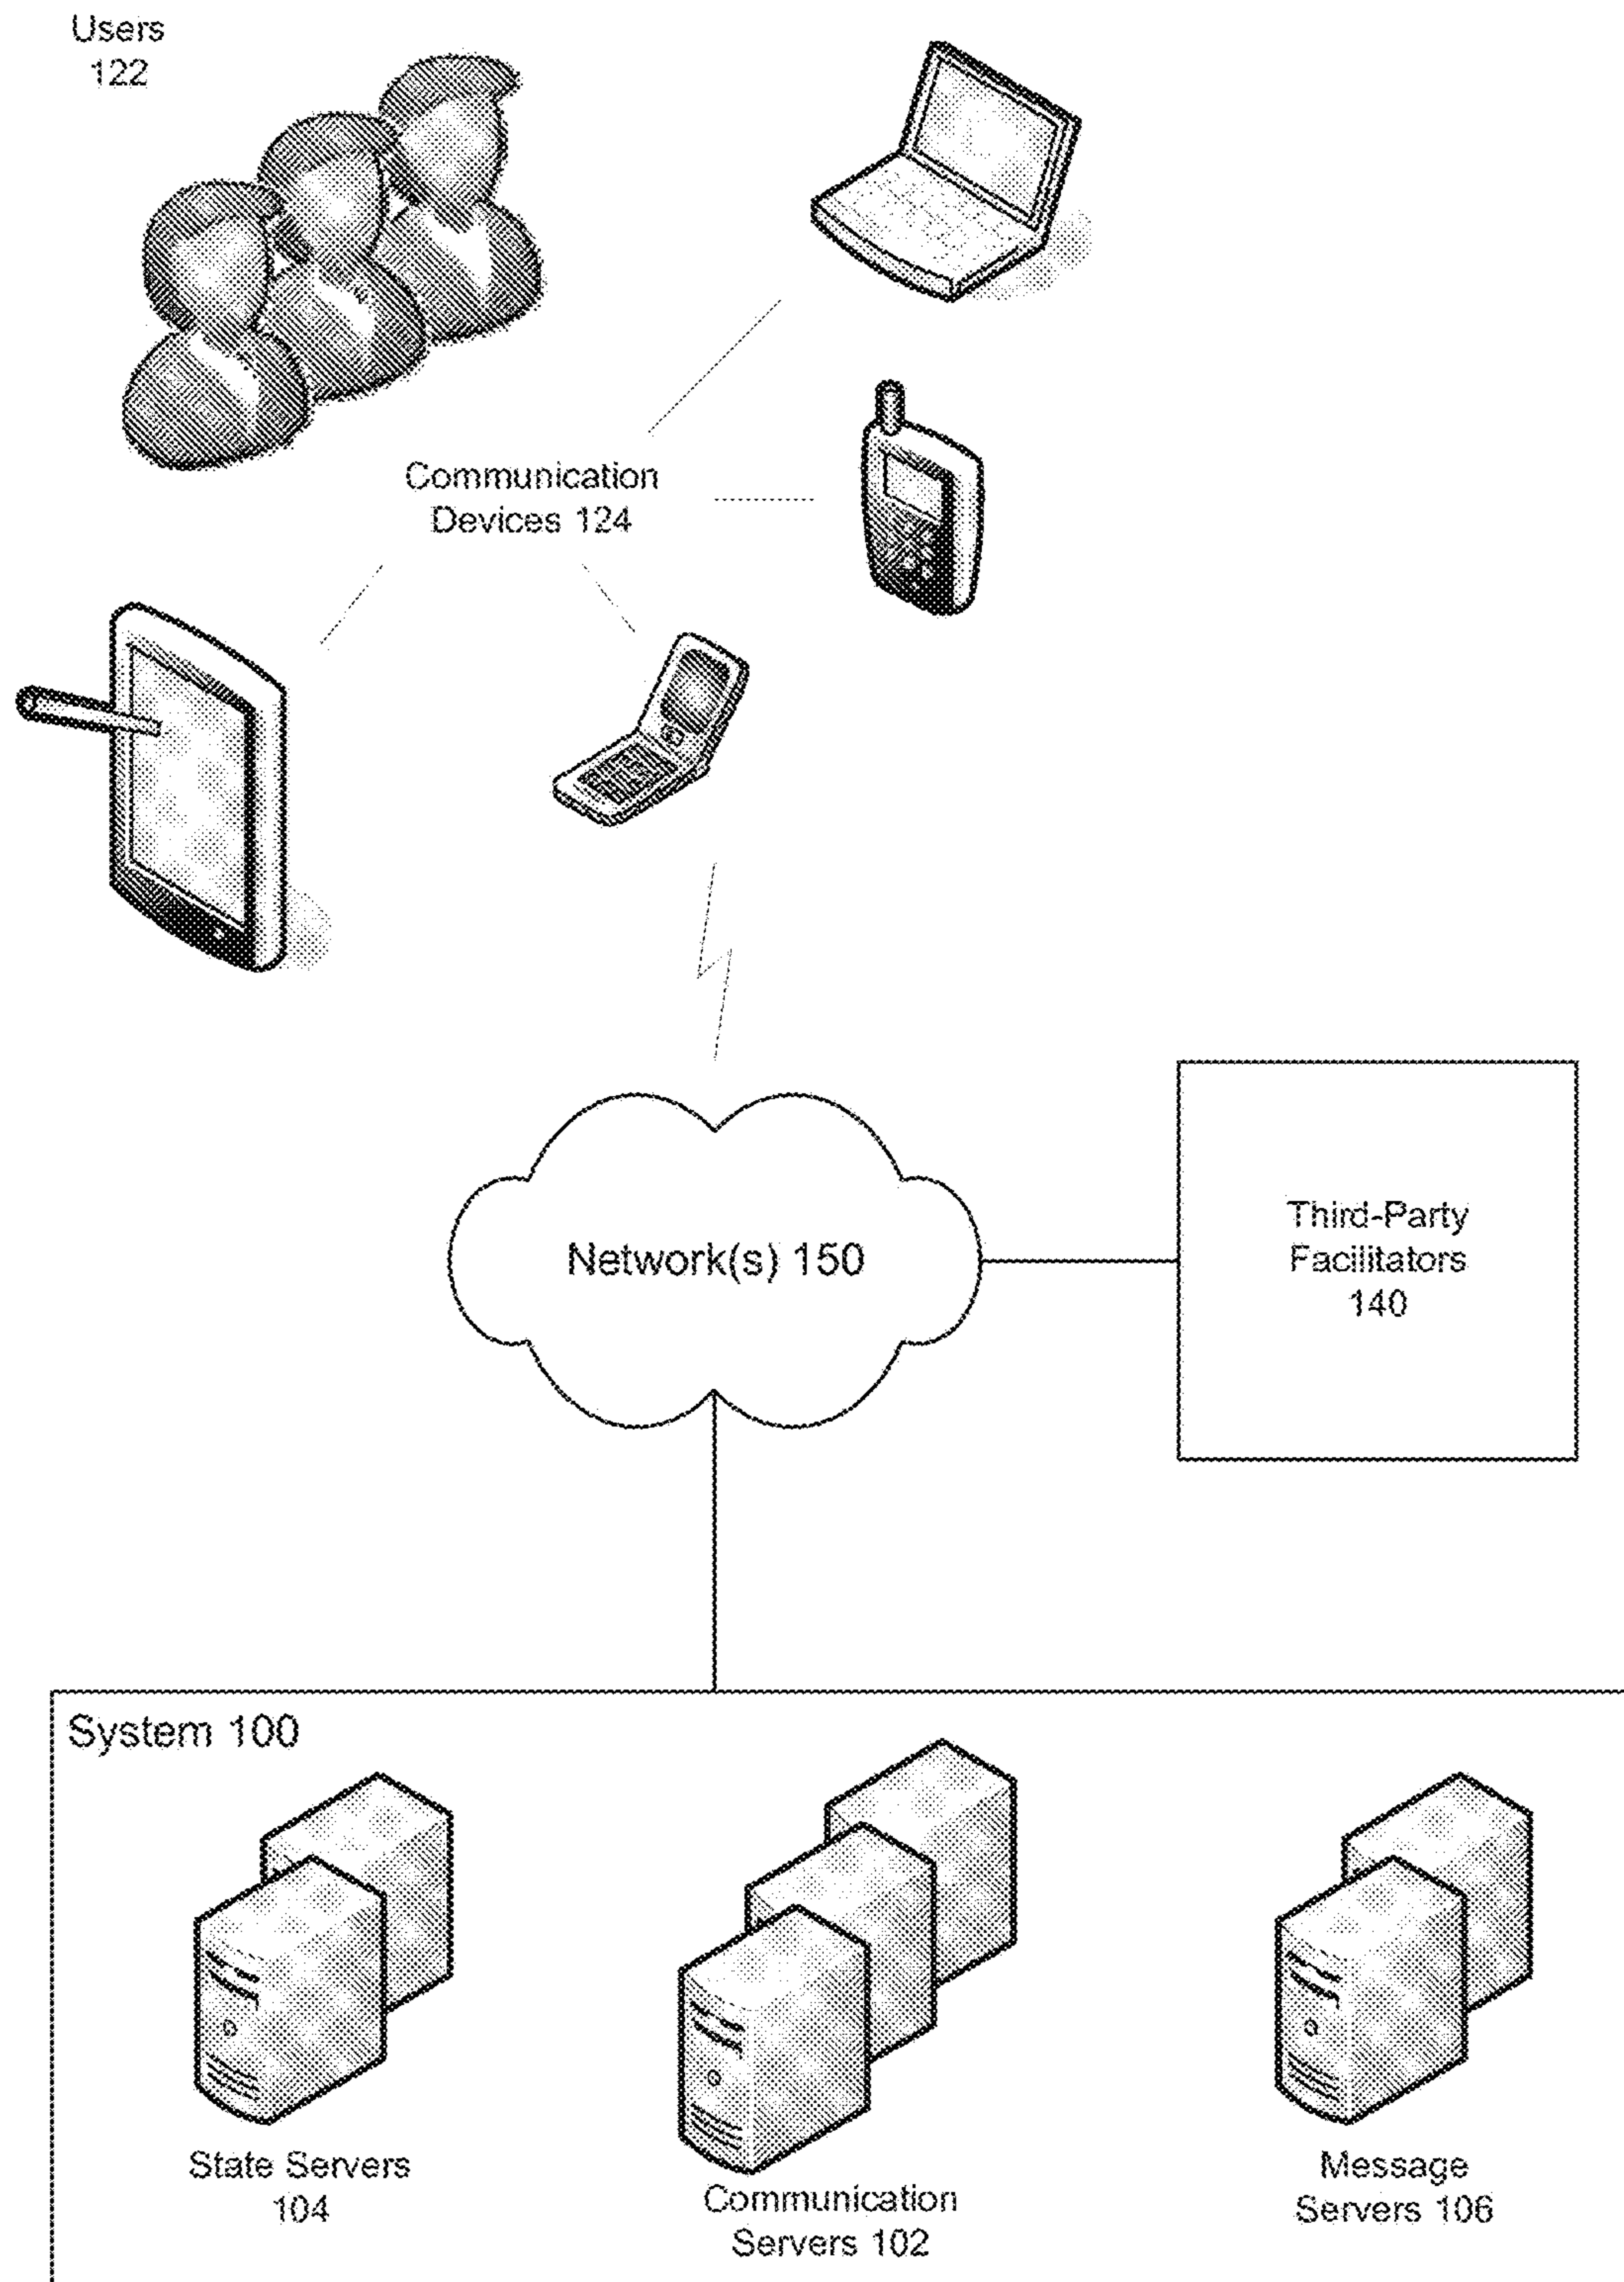 Users
122
Communication
Devices 124
Network(s) 150
Third-Party
Facilitators
140
System 100
State Servers
104
Communication
Servers 102
Message
Servers 106